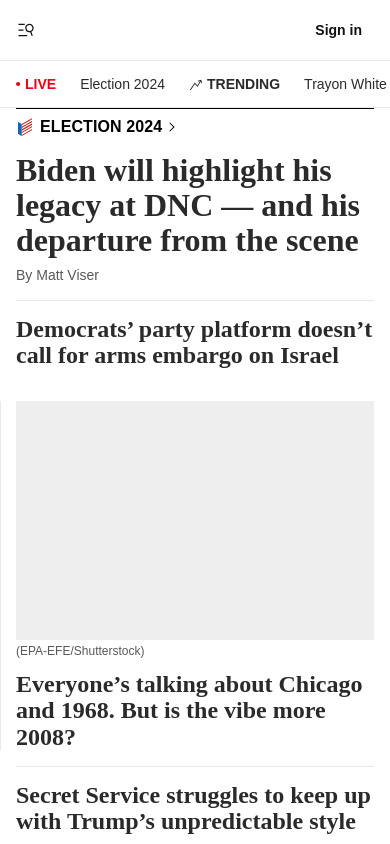 Sign in
LIVE
Election 2024
TRENDING
Trayon White
ELECTION 2024
Biden will highlight his
legacy at DNC — and his
departure from the scene
By Matt Viser
Democrats’ party platform doesn’t
call for arms embargo on Israel
(EPA-EFE/Shutterstock)
Everyone’s talking about Chicago
and 1968. But is the vibe more
2008?
Secret Service struggles to keep up
with Trump’s unpredictable style